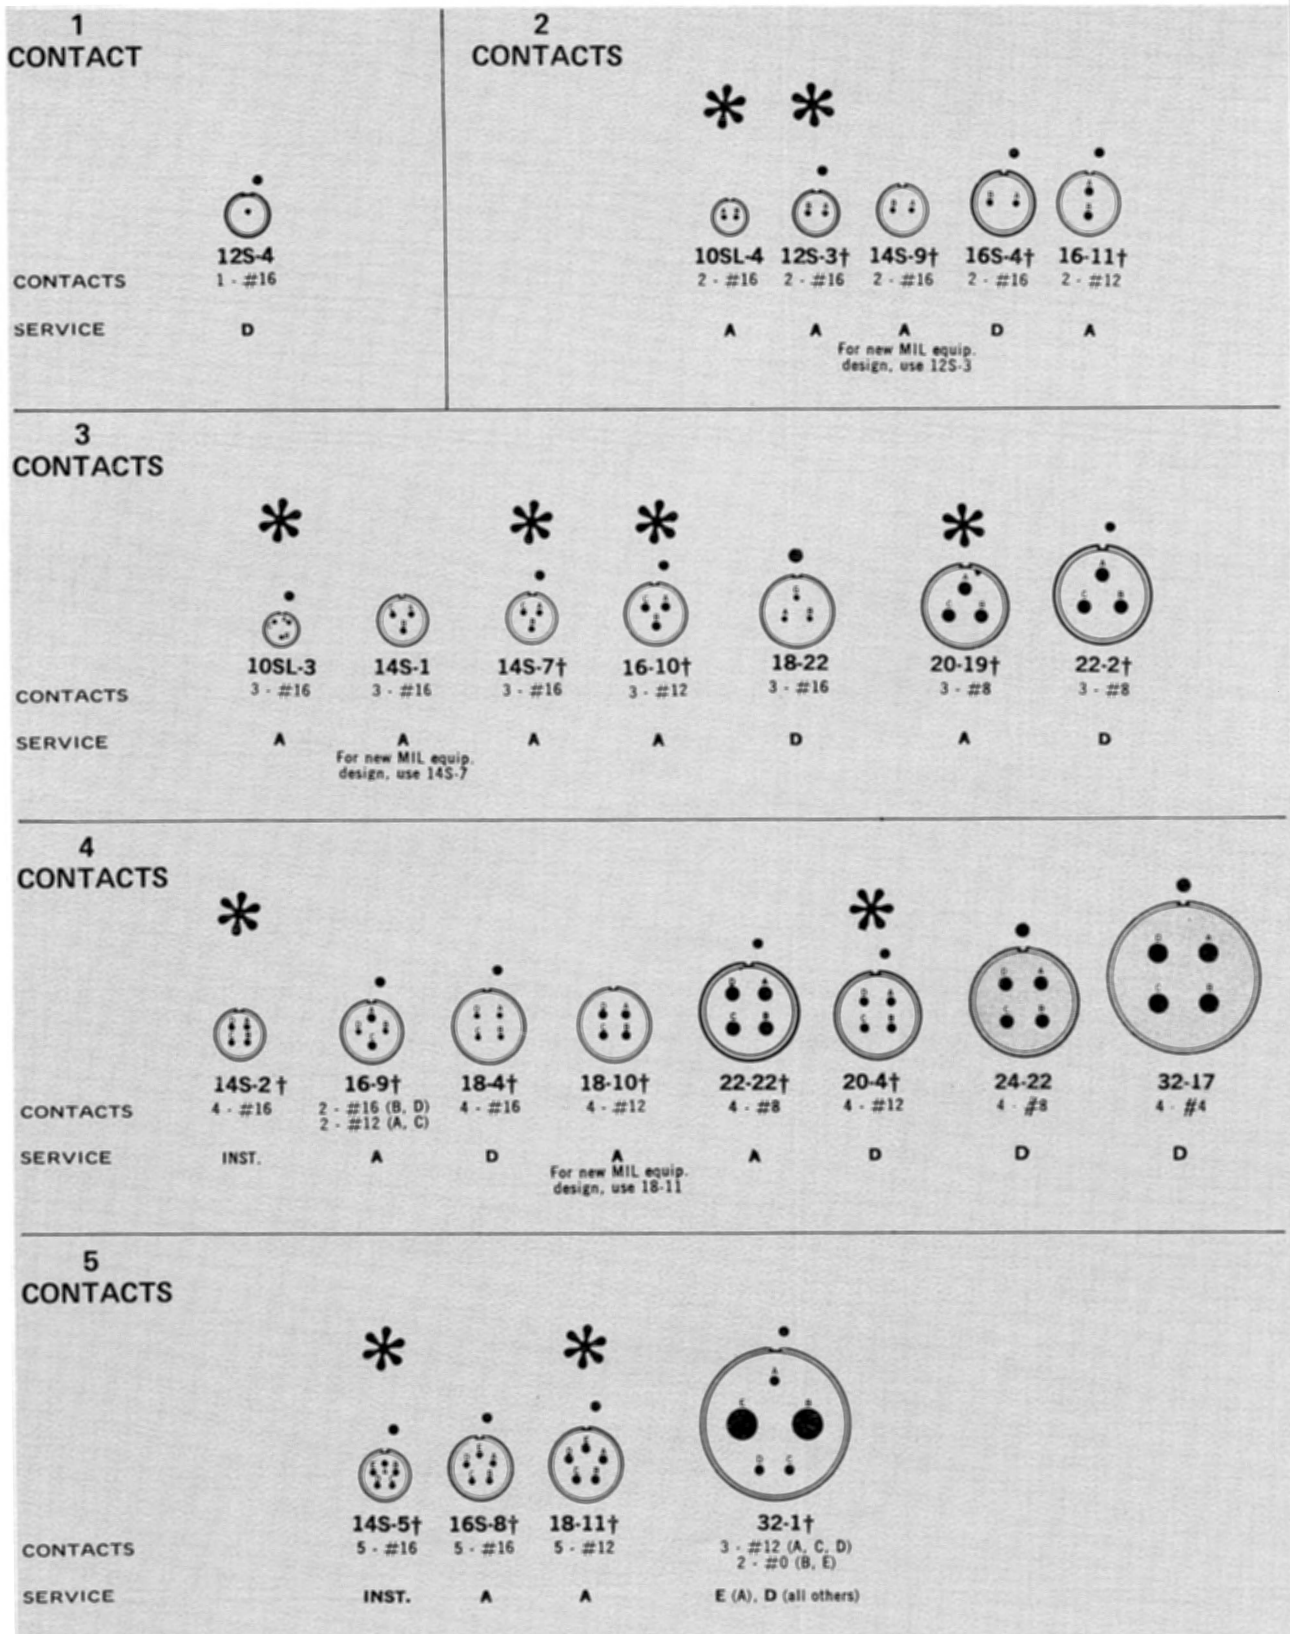 1
CONTACT
12S-4
CONTACTS 1 - #16
SERVICE D
2
CONTACTS
* *
10SL-4 12S-3† 14S-9† 16S-4† 16-11†
2 - #16 2 - #16 2 - #16 2 - #16 2 - #12
A A A D A
For new MIL equip.
design, use 12S-3
3
CONTACTS
* * * *
10SL-3 14S-1 14S-7† 16-10† 18-22 20-19† 22-2†
CONTACTS 3 - #16 3 - #16 3 - #16 3 - #12 3 - #16 3 - #8 3 - #8
SERVICE A A A A D A D
For new MIL equip.
design, use 14S-7
4
CONTACTS
* *
14S-2† 16-9† 18-4† 18-10† 22-22† 20-4† 24-22 32-17
CONTACTS 4 - #16 2 - #16 (B, D) 4 - #16 4 - #12 4 - #8 4 - #12 4 - #8 4 - #4
2 - #12 (A, C)
SERVICE INST. A D A A D D D
For new MIL equip.
design, use 18-11
5
CONTACTS
* *
14S-5† 16S-8† 18-11† 32-1†
CONTACTS 5 - #16 5 - #16 5 - #12 3 - #12 (A, C, D)
2 - #0 (B, E)
SERVICE INST. A A E (A), D (all others)